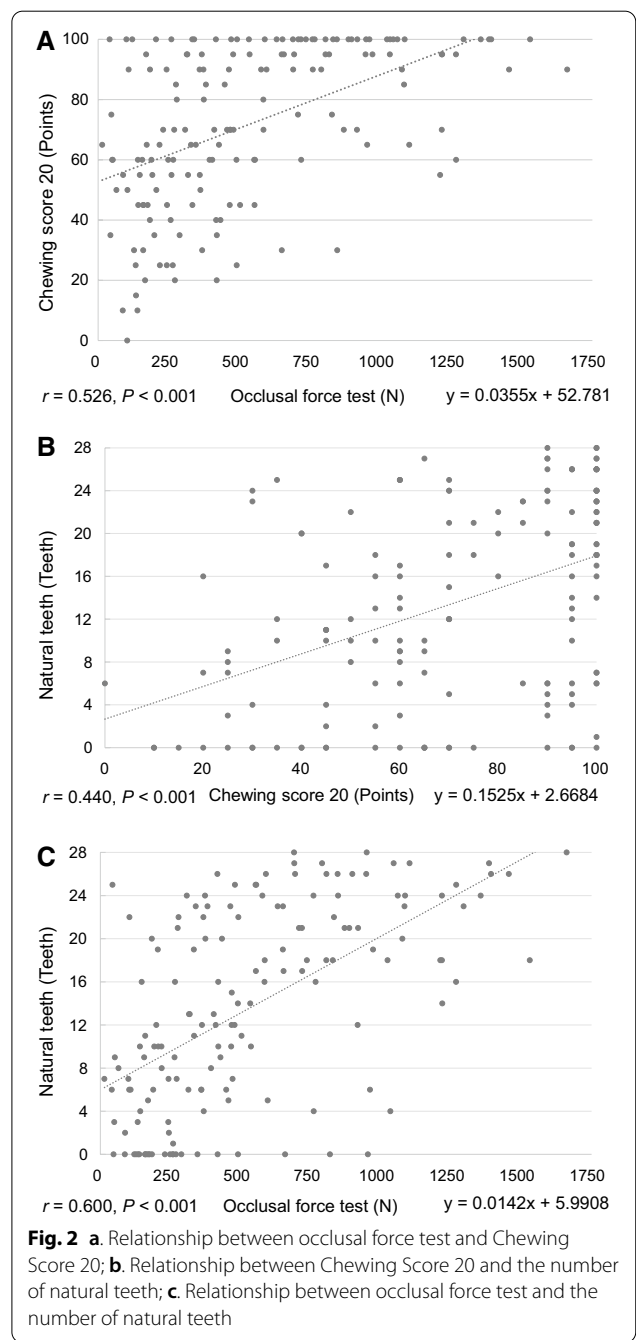 A
Chewing score 20 (Points)
100
80
60
40
20
0
0 250 500 750 1000 1250 1500 1750
r = 0.526, P < 0.001 Occlusal force test (N) y = 0.0355x + 52.781
B
Natural teeth (Teeth)
28
24
20
16
12
8
4
0
0 20 40 60 80 100
r = 0.440, P < 0.001 Chewing score 20 (Points) y = 0.1525x + 2.6684
C
Natural teeth (Teeth)
28
24
20
16
12
8
4
0
0 250 500 750 1000 1250 1500 1750
r = 0.600, P < 0.001 Occlusal force test (N) y = 0.0142x + 5.9908
Fig. 2 a. Relationship between occlusal force test and Chewing
Score 20; b. Relationship between Chewing Score 20 and the number
of natural teeth; c. Relationship between occlusal force test and the
number of natural teeth